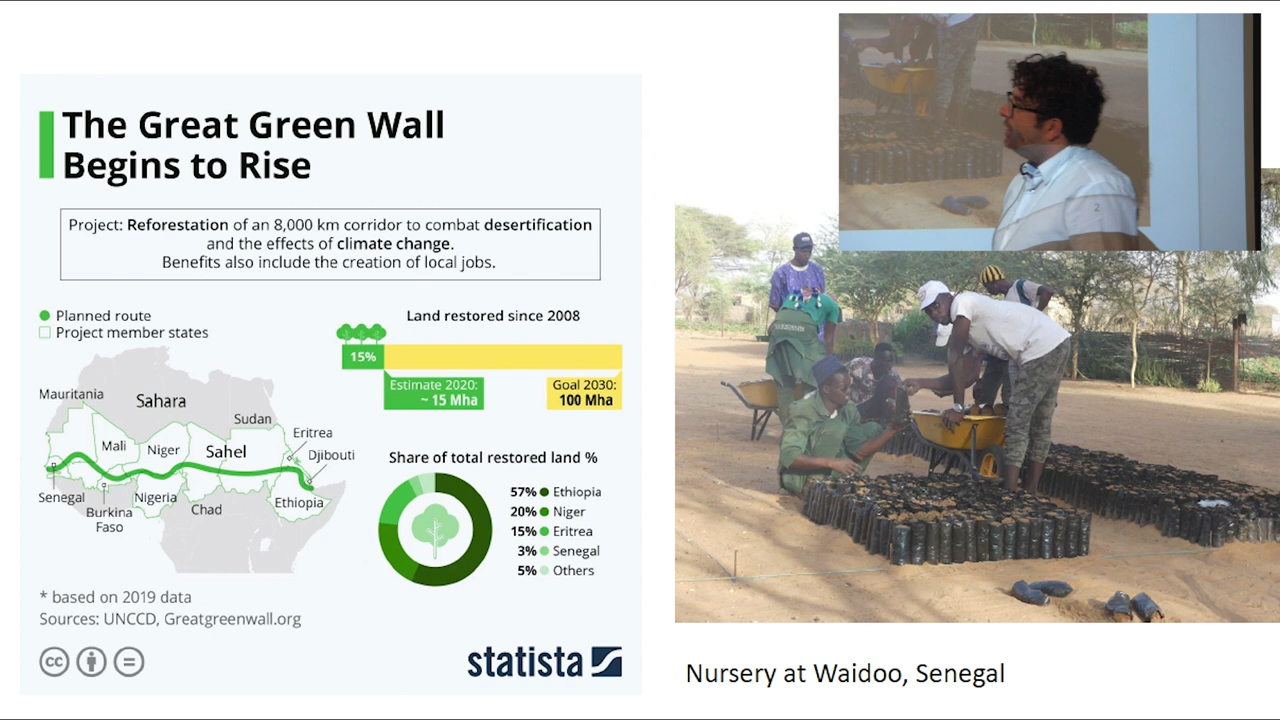 The Great Green Wall
Begins to Rise
Project: Reforestation of an 8,000 km corridor to combat desertification
and the effects of climate change.
Benefits also include the creation of local jobs.
Planned route
Project member states
Land restored since 2008
15%
Estimate 2020:
~ 15 Mha
Goal 2030:
100 Mha
Mauritania
Sahara
Sudan
Eritrea
Mali
Niger
Sahel
Djibouti
Senegal
Nigeria
Burkina
Faso
Chad
Ethiopia
Share of total restored land %
57% Ethiopia
20% Niger
15% Eritrea
3% Senegal
5% Others
* based on 2019 data
Sources: UNCCD, Greatgreenwall.org
cc
statista
2
Nursery at Waidoo, Senegal